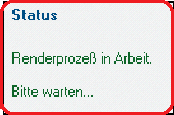 Status
Renderprozeß in Arbeit.
Bitte warten...